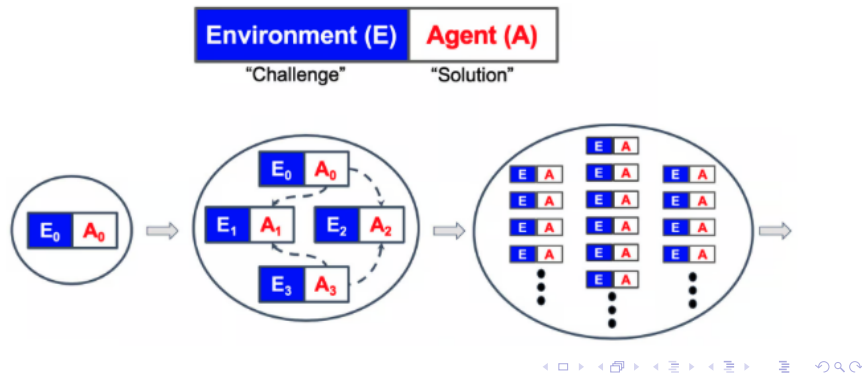 Environment (E) Agent (A)
"Challenge" "Solution"
E₀ A₀
E₀ A₀
E₁ A₁ E₂ A₂
E₃ A₃
E A
E A E A E A
E A E A E A
E A E A E A
E A E A E A
E A